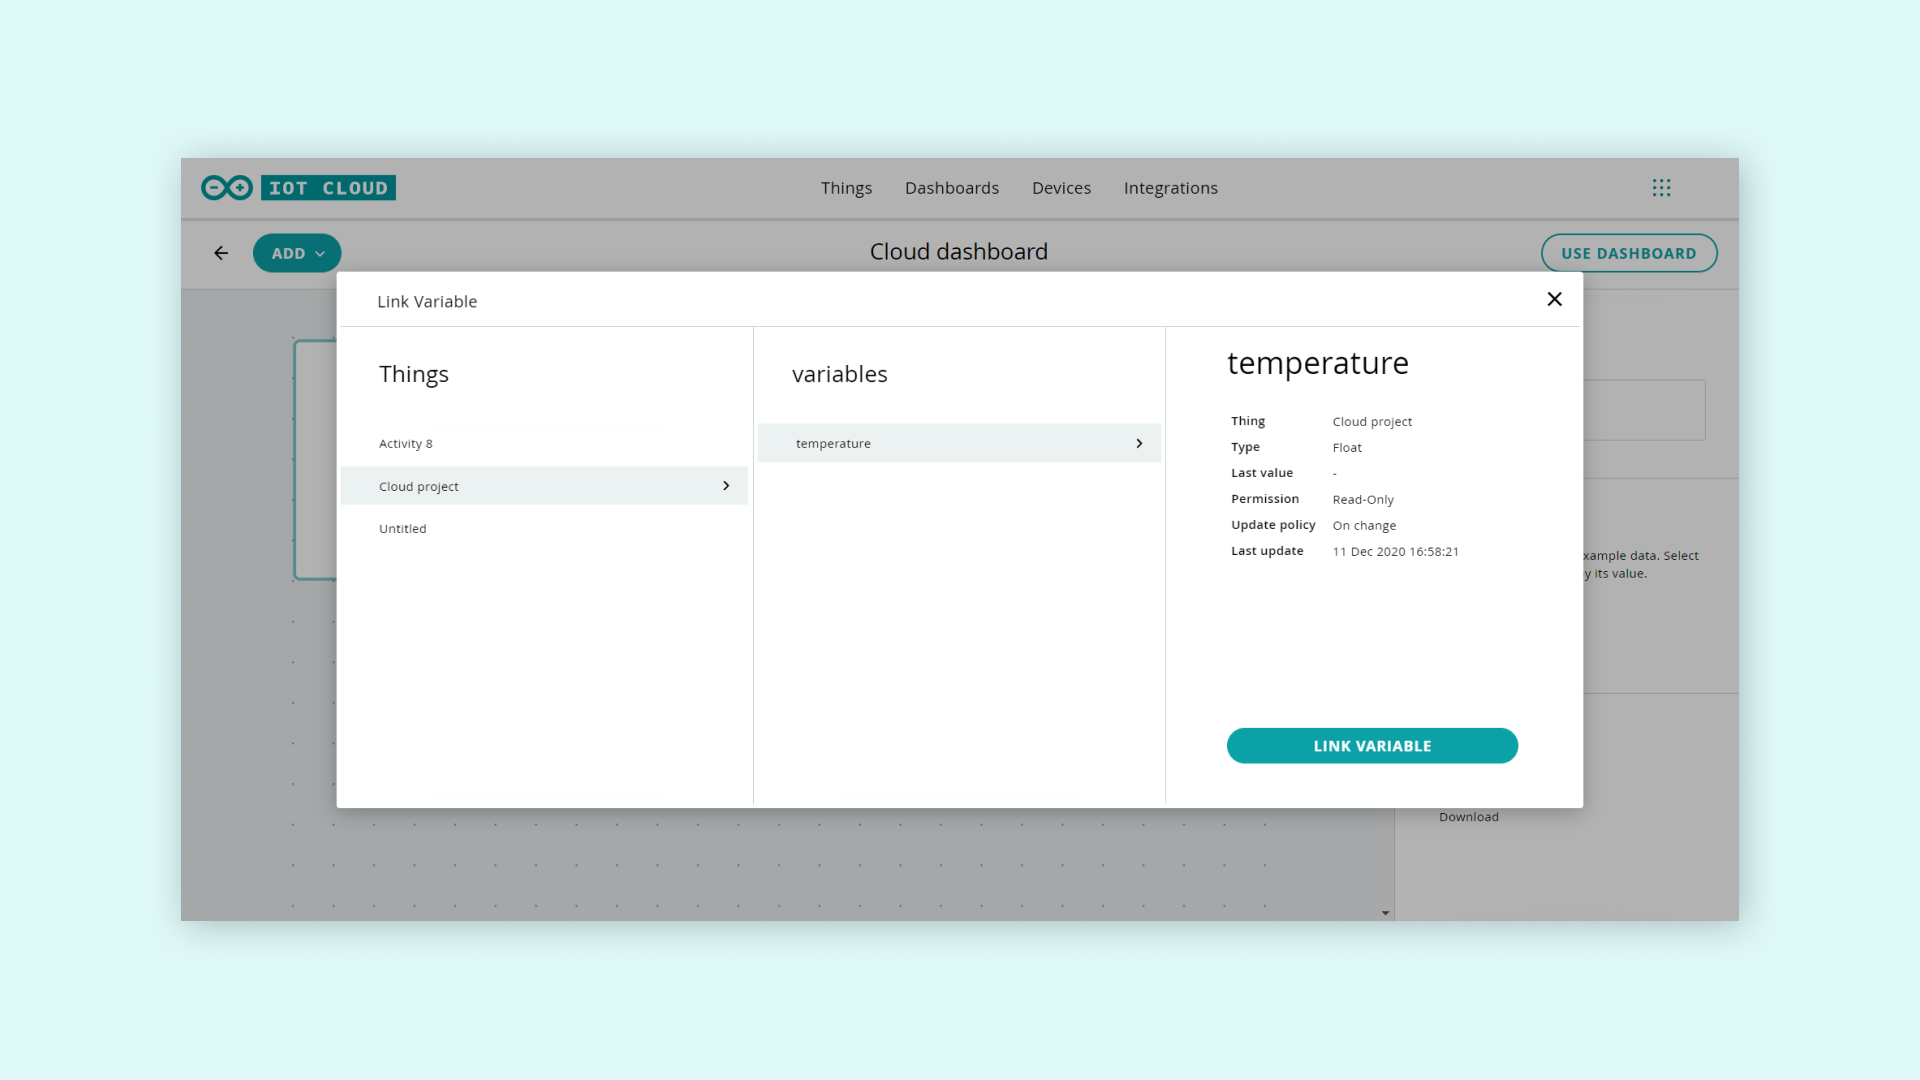 IOT CLOUD
Things
Dashboards
Devices
Integrations
ADD
Cloud dashboard
USE DASHBOARD
Link Variable
Things
Activity 8
Cloud project
Untitled
variables
temperature
temperature
Thing Cloud project
Type Float
Last value -
Permission Read-Only
Update policy On change
Last update 11 Dec 2020 16:58:21
LINK VARIABLE
xample data. Select
y its value.
Download